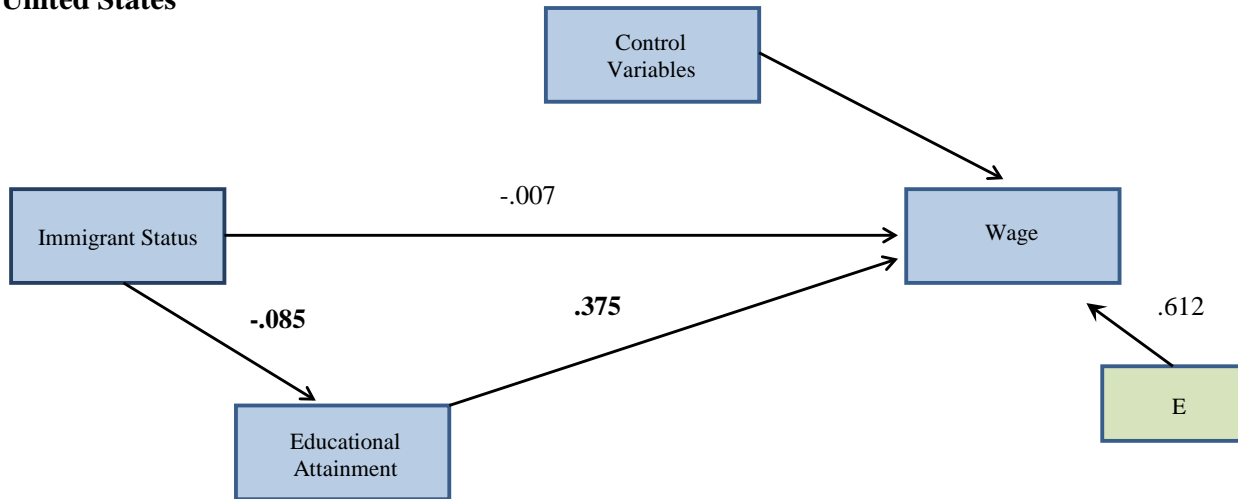 United States
Control
Variables
-.007
Immigrant Status
Wage
-.085
.375
.612
E
Educational
Attainment